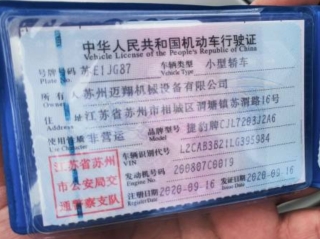 中华人民共和国机动车行驶证
Vehicle License of the People's Republic of China
号牌号码 苏E1JG87 车辆类型 小型轿车
Plate No. Vehicle Type
所有人 苏州迈翔机械设备有限公司
Owner
住址 江苏省苏州市相城区渭塘镇苏渭路16号
Address
使用性质 非营运 品牌型号 捷豹牌CJL7203J2A6
Use Character Model
车辆识别代号
VIN
发动机号码 200807C0019
Engine No.
注册日期 2020-09-16 发证日期 2020-09-16
Register Date Issue Date
江苏省苏州
市公安局交
通警察支队